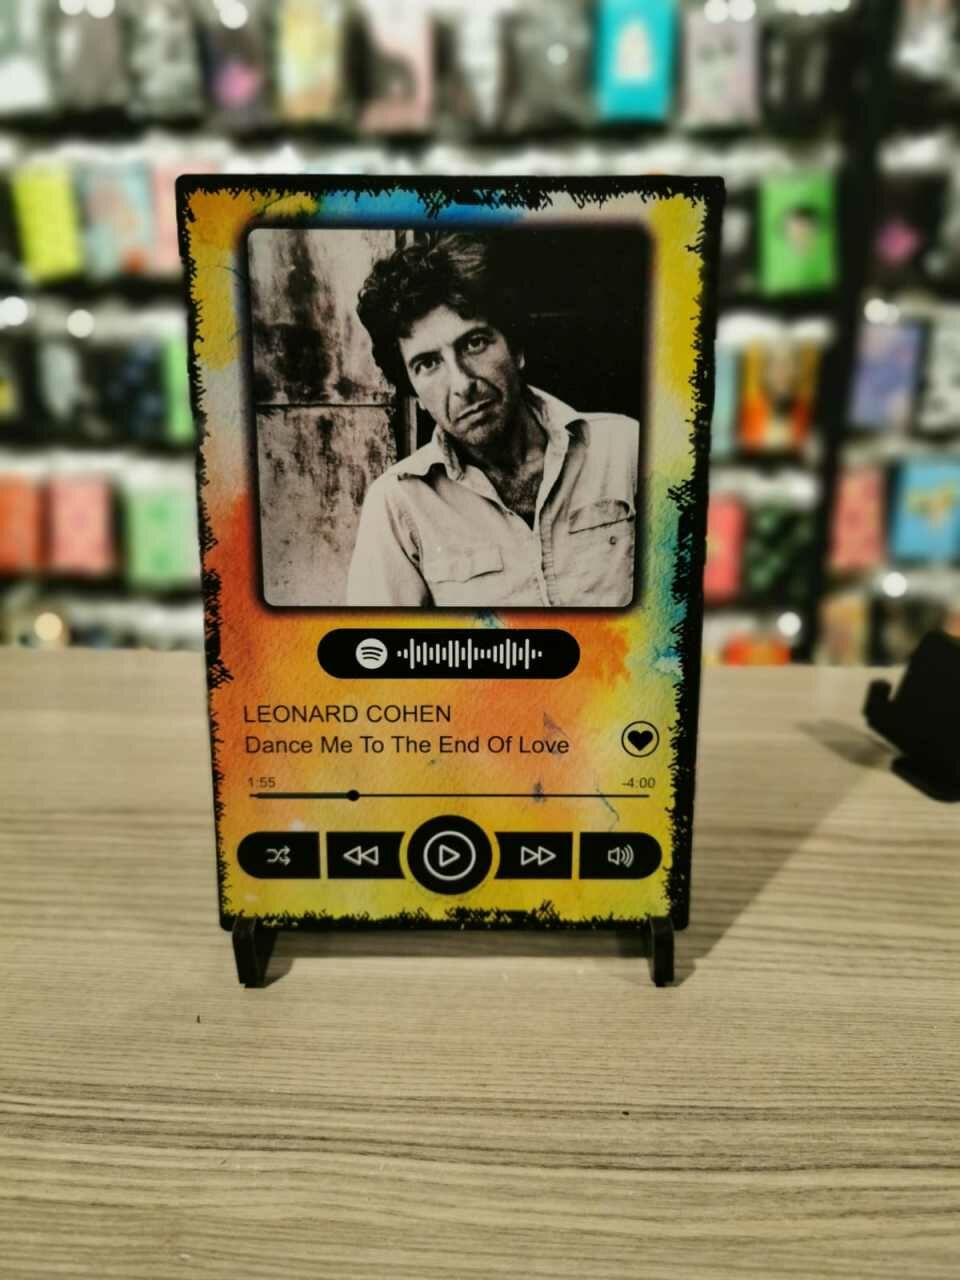 LEONARD COHEN
Dance Me To The End Of Love
1:55 -4:00